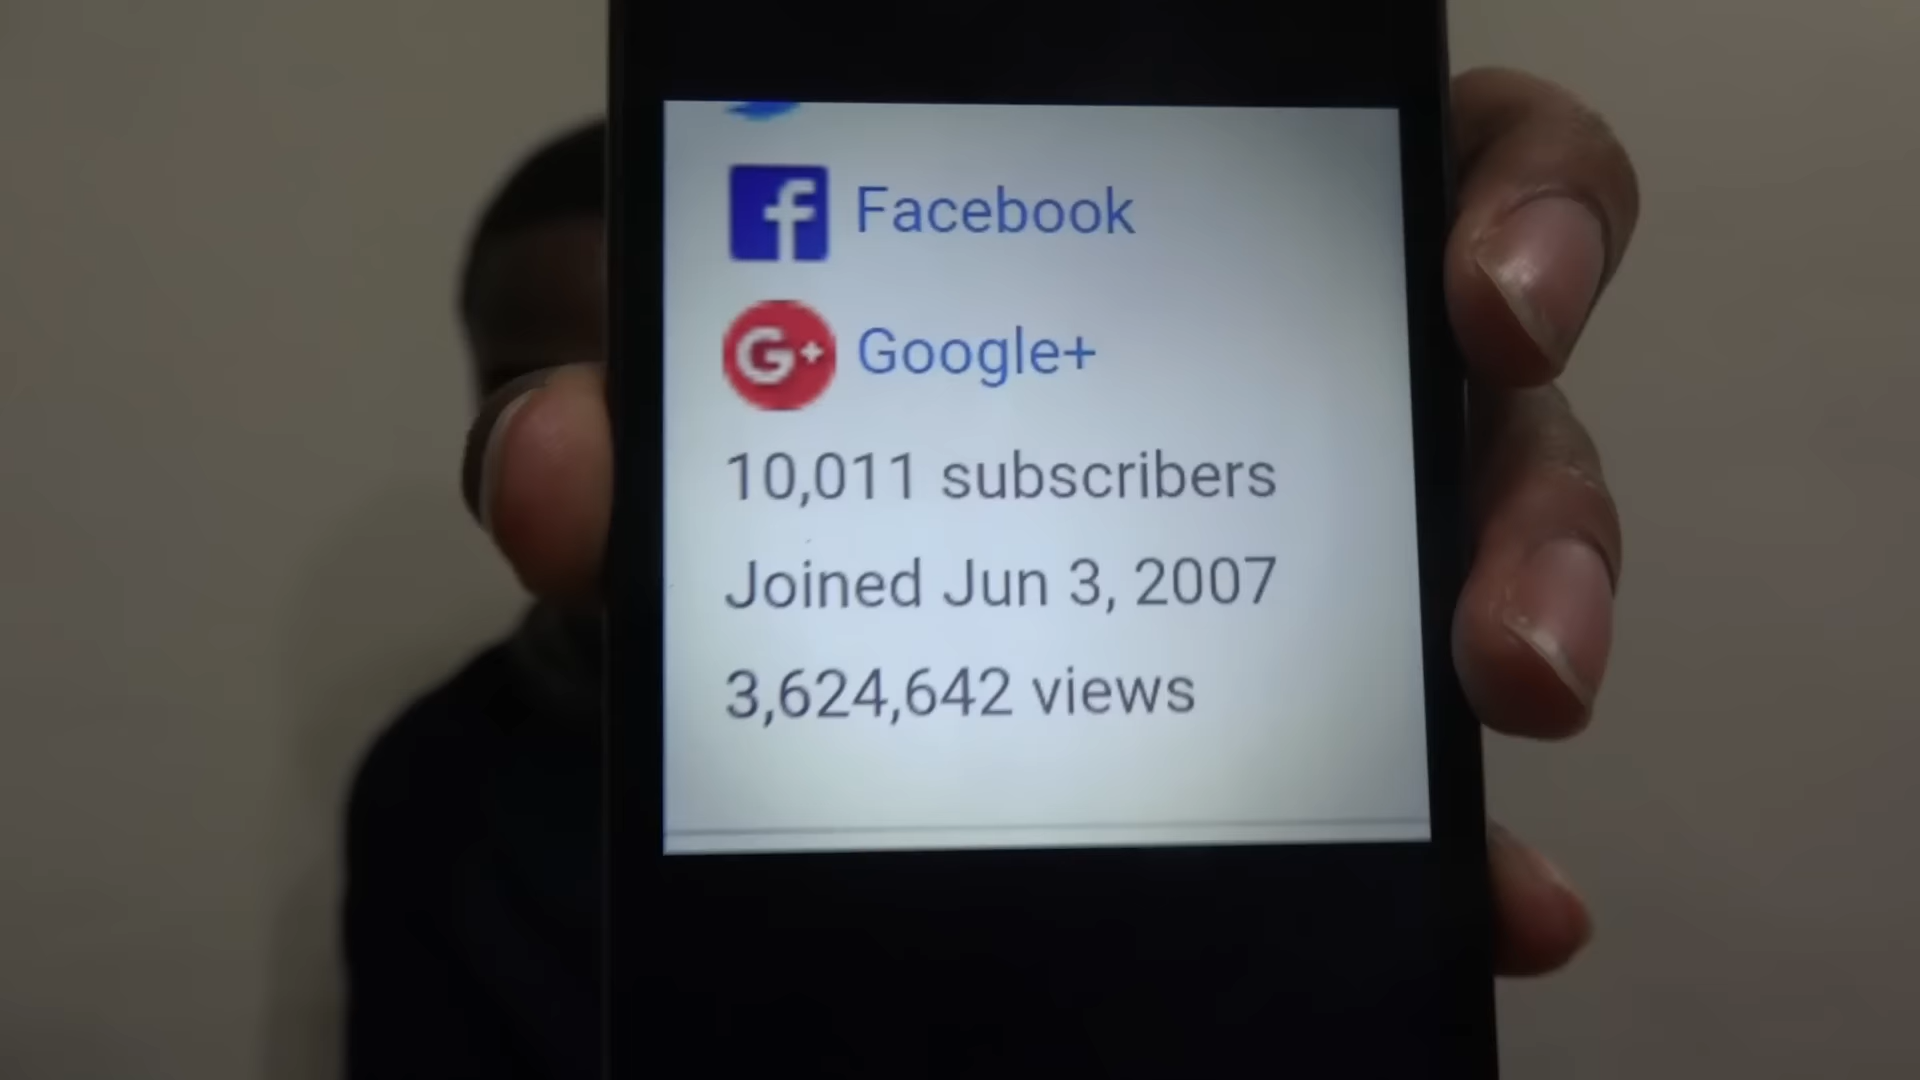 Facebook
Google+
10,011 subscribers
Joined Jun 3, 2007
3,624,642 views